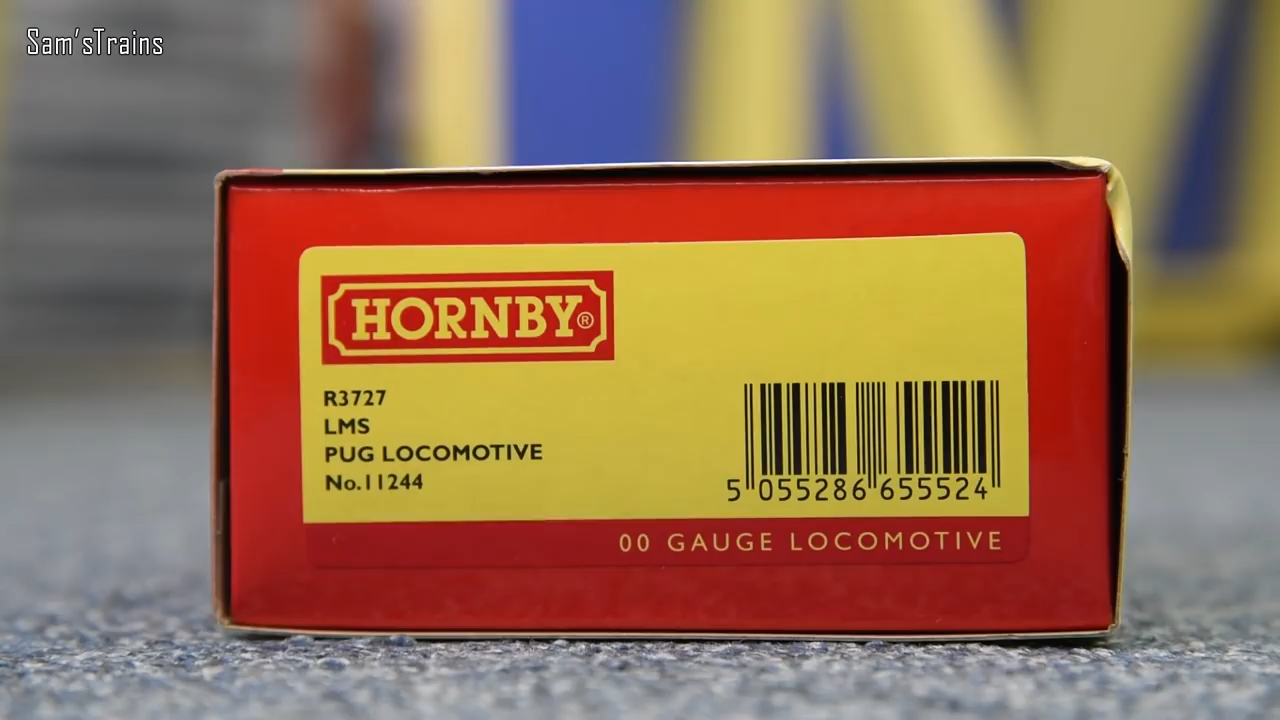 Sam'sTrains
HORNBY®
R3727
LMS
PUG LOCOMOTIVE
No.11244
5 055286 655524
00 GAUGE LOCOMOTIVE